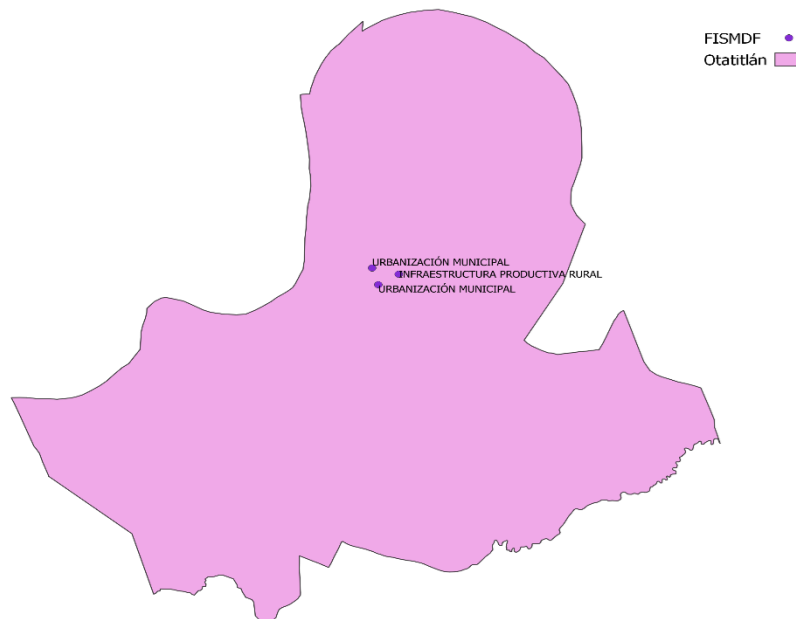 FISMDF
Otatitlán
URBANIZACIÓN MUNICIPAL
INFRAESTRUCTURA PRODUCTIVA RURAL
URBANIZACIÓN MUNICIPAL